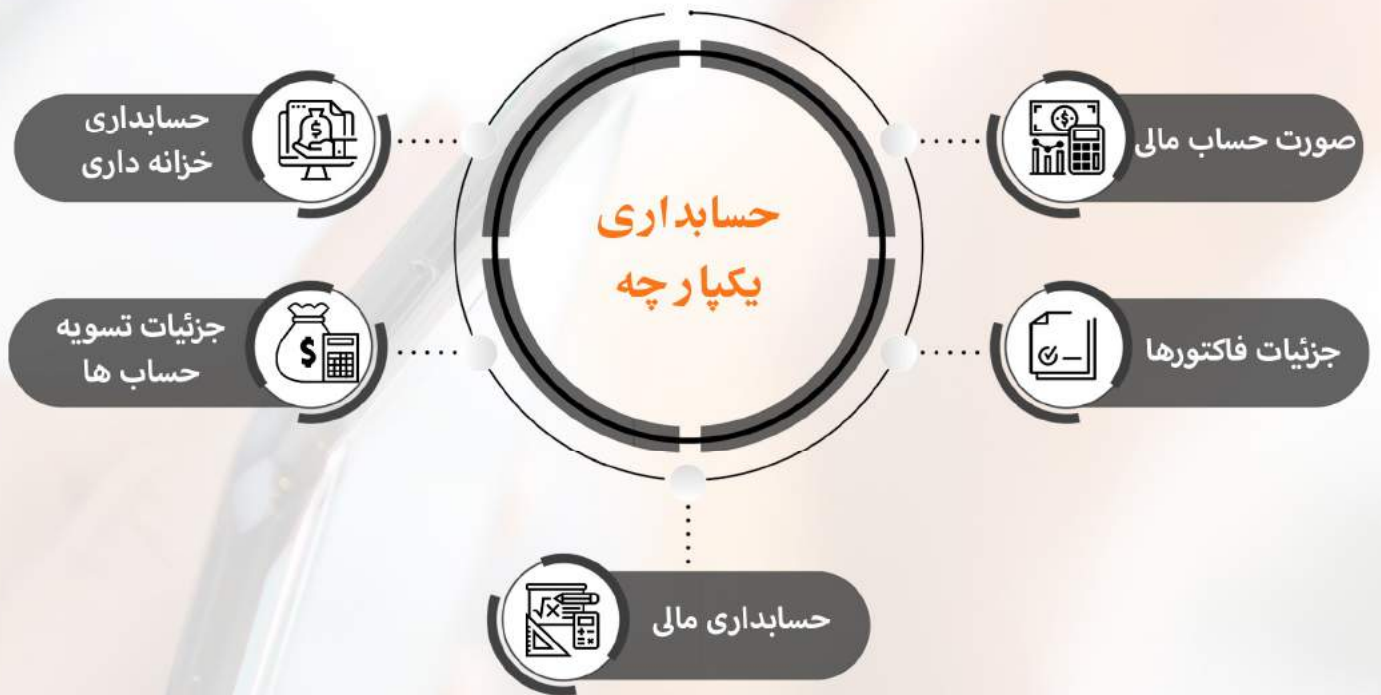 حسابداری
یکپارچه
صورت حساب مالی
جزئیات فاکتورها
حسابداری
خزانه داری
جزئیات تسویه
حساب ها
حسابداری مالی